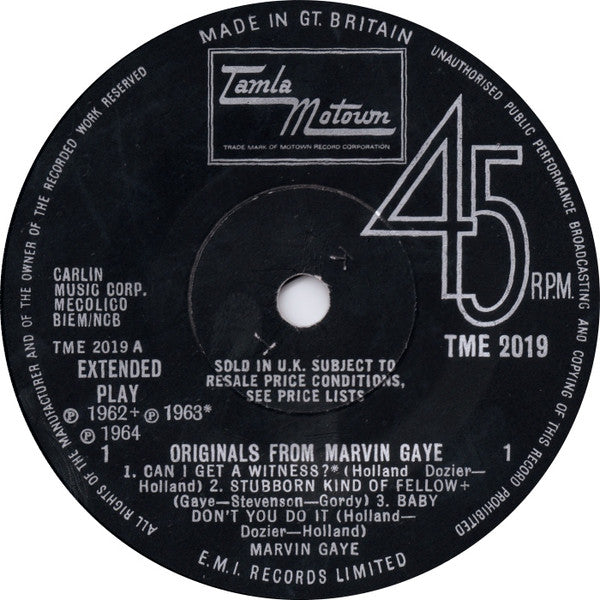 MADE IN GT. BRITAIN
UNAUTHORISED PUBLIC PERFORMANCE BROADCASTING AND COPYING OF THIS RECORD PROHIBITED
ALL RIGHTS OF THE MANUFACTURER AND OF THE OWNER OF THE RECORDED WORK RESERVED
Tamla
Motown
TRADE MARK OF MOTOWN RECORD CORPORATION
45
R.P.M.
TME 2019
CARLIN
MUSIC CORP.
MECOLICO
BIEM/NCB
TME 2019 A
EXTENDED
PLAY
℗ 1962+ ℗ 1963*
℗ 1964
SOLD IN U.K. SUBJECT TO
RESALE PRICE CONDITIONS,
SEE PRICE LISTS
1 ORIGINALS FROM MARVIN GAYE 1
1. CAN I GET A WITNESS?* (Holland Dozier—
Holland) 2. STUBBORN KIND OF FELLOW+
(Gaye—Stevenson—Gordy) 3. BABY
DON'T YOU DO IT (Holland—
Dozier—Holland)
MARVIN GAYE
E.M.I. RECORDS LIMITED